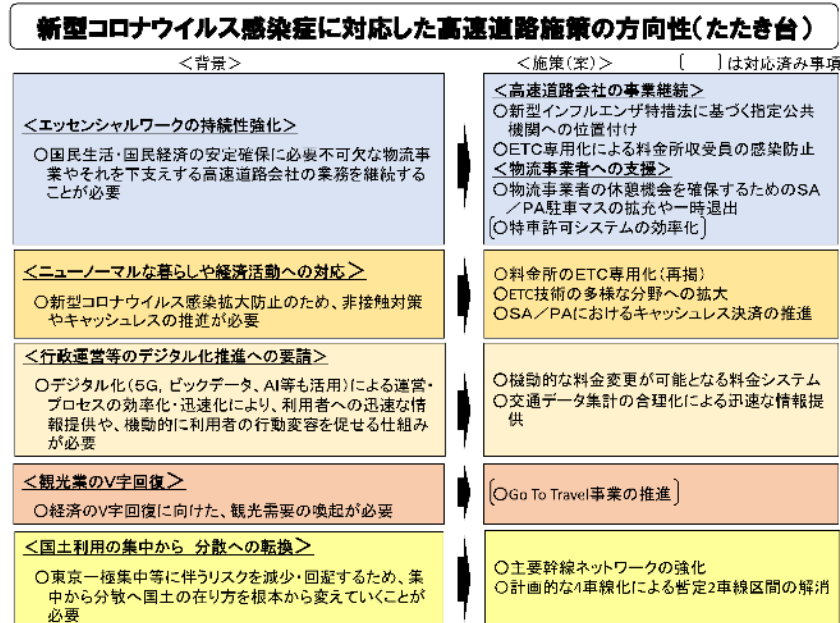 新型コロナウイルス感染症に対応した高速道路施策の方向性(たたき台)
＜背景＞
＜施策(案)＞　〔　　〕は対応済み事項
＜エッセンシャルワークの持続性強化＞
○国民生活・国民経済の安定確保に必要不可欠な物流事
業やそれを下支えする高速道路会社の業務を継続する
ことが必要
＜高速道路会社の事業継続＞
○新型インフルエンザ特措法に基づく指定公共
機関への位置付け
○ETC専用化による料金所収受員の感染防止
＜物流事業者への支援＞
○物流事業者の休憩機会を確保するためのSA
／PA駐車マスの拡充や一時退出
〔○特車許可システムの効率化〕
＜ニューノーマルな暮らしや経済活動への対応＞
○新型コロナウイルス感染拡大防止のため、非接触対策
やキャッシュレスの推進が必要
○料金所のETC専用化(再掲)
○ETC技術の多様な分野への拡大
○SA／PAにおけるキャッシュレス決済の推進
＜行政運営等のデジタル化推進への要請＞
○デジタル化(5G, ビックデータ、AI等も活用)による運営・
プロセスの効率化・迅速化により、利用者への迅速な情
報提供や、機動的に利用者の行動変容を促せる仕組み
が必要
○機動的な料金変更が可能となる料金システム
○交通データ集計の合理化による迅速な情報提
供
＜観光業のV字回復＞
○経済のV字回復に向けた、観光需要の喚起が必要
〔○Go To Travel事業の推進〕
＜国土利用の集中から 分散への転換＞
○東京一極集中等に伴うリスクを減少・回避するため、集
中から分散へ国土の在り方を根本から変えていくことが
必要
○主要幹線ネットワークの強化
○計画的な4車線化による暫定2車線区間の解消